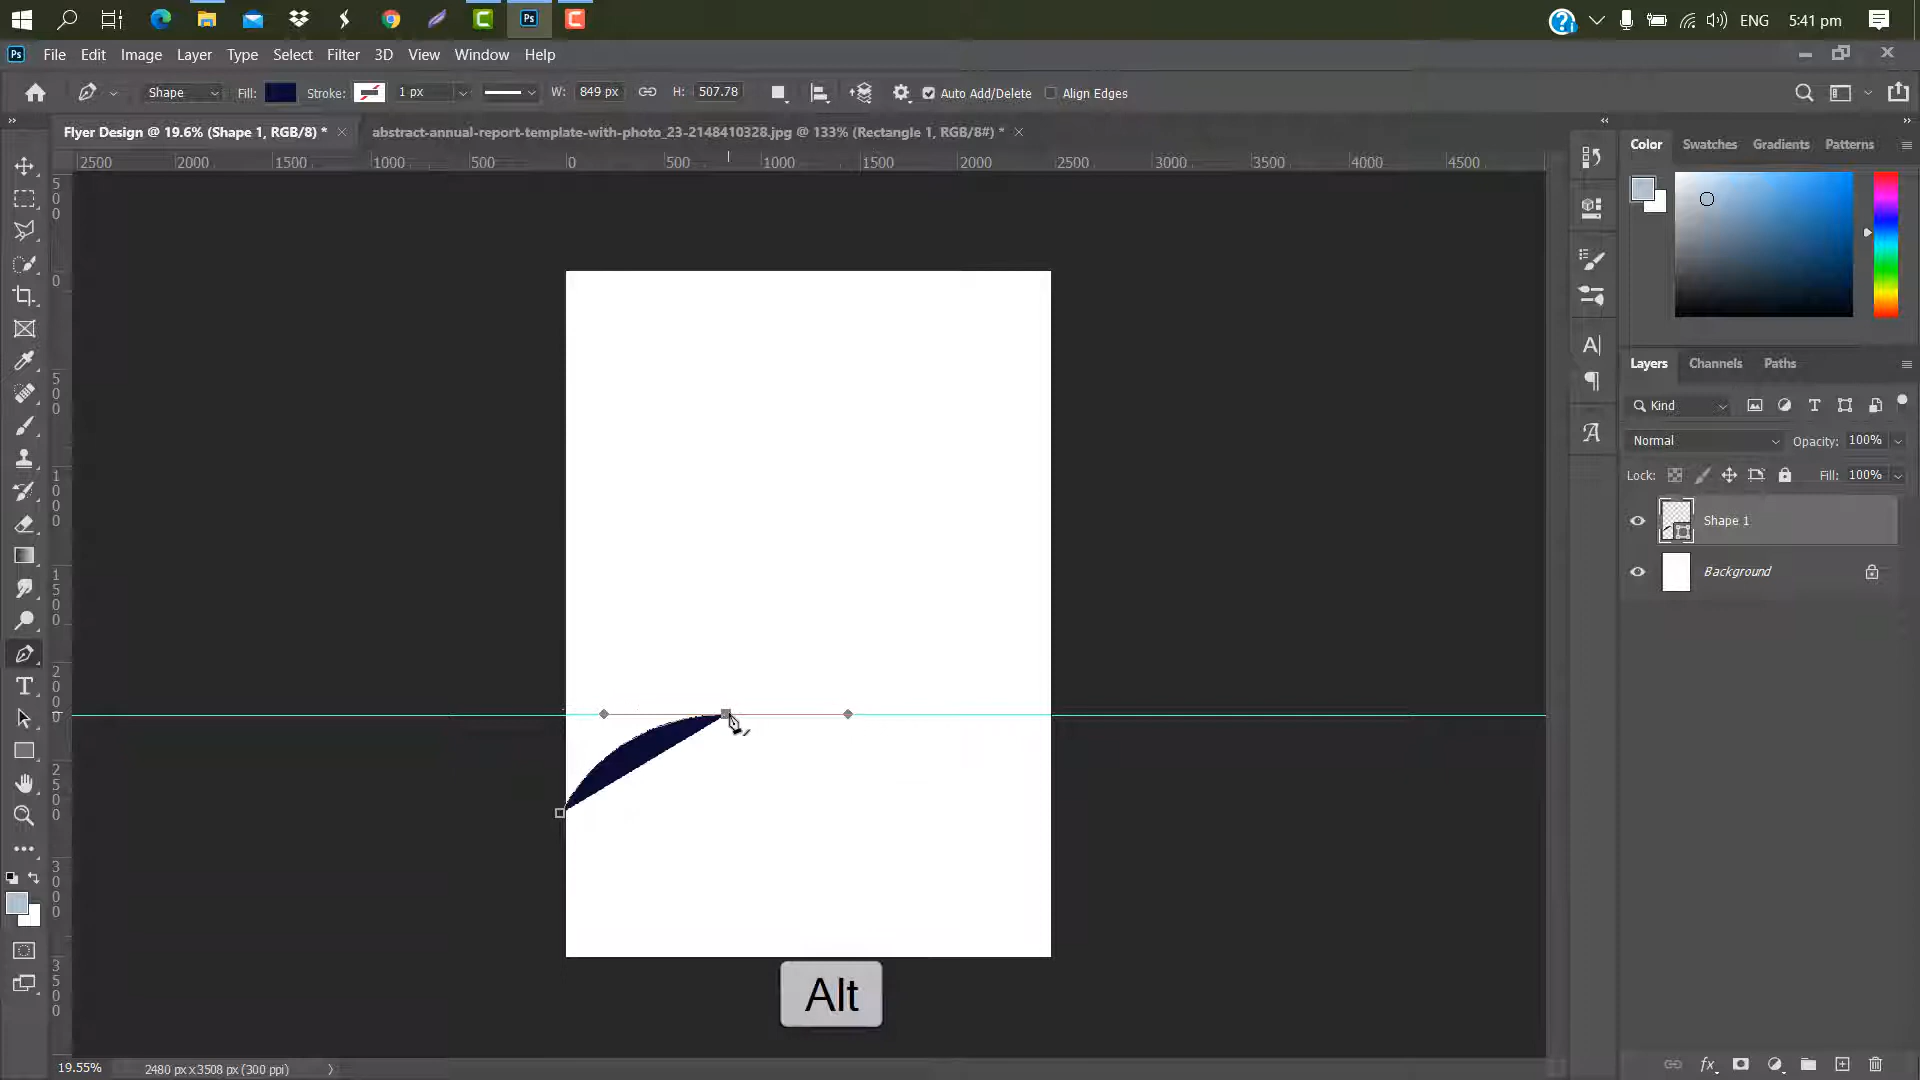 ENG
5:41 pm
Ps
File Edit Image Layer Type Select Filter 3D View Window Help
Shape Fill: Stroke: 1 px W: 849 px H: 507.78 Auto Add/Delete Align Edges
Flyer Design @ 19.6% (Shape 1, RGB/8) * abstract-annual-report-template-with-photo_23-2148410328.jpg @ 133% (Rectangle 1, RGB/8#) *
2500 2000 1500 1000 500 0 500 1000 1500 2000 2500 3000 3500 4000 4500
500
0
500
1000
1500
2000
2500
3000
3500
Color Swatches Gradients Patterns
Layers Channels Paths
Kind
Normal Opacity: 100%
Lock: Fill: 100%
Shape 1
Background
Alt
19.55% 2480 px x 3508 px (300 ppi)